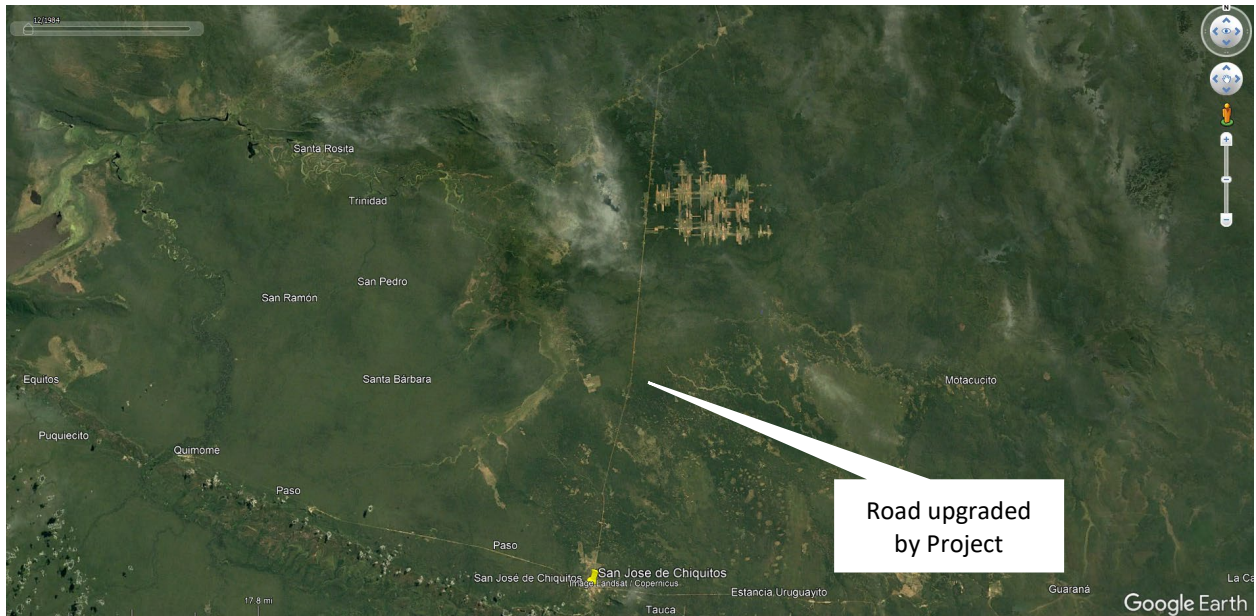 12/1984
N
Santa Rosita
Trinidad
San Pedro
San Ramón
Santa Bárbara
Equitos
Motacucito
Puquiecito
Quimome
Paso
Road upgraded
by Project
Paso
San José de Chiquitos
San Jose de Chiquitos
Image Landsat / Copernicus
Estancia Uruguayito
Guaraná
La Ca
17.8 mi
Tauca
Google Earth